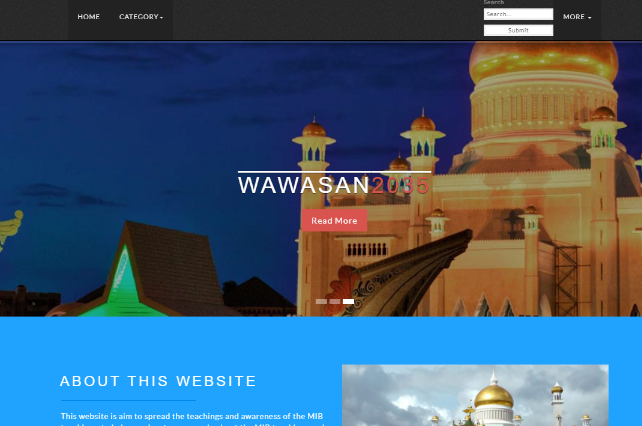 Search
HOME
CATEGORY
Search...
MORE
Submit
WAWASAN2035
Read More
ABOUT THIS WEBSITE
This website is aim to spread the teachings and awareness of the MIB